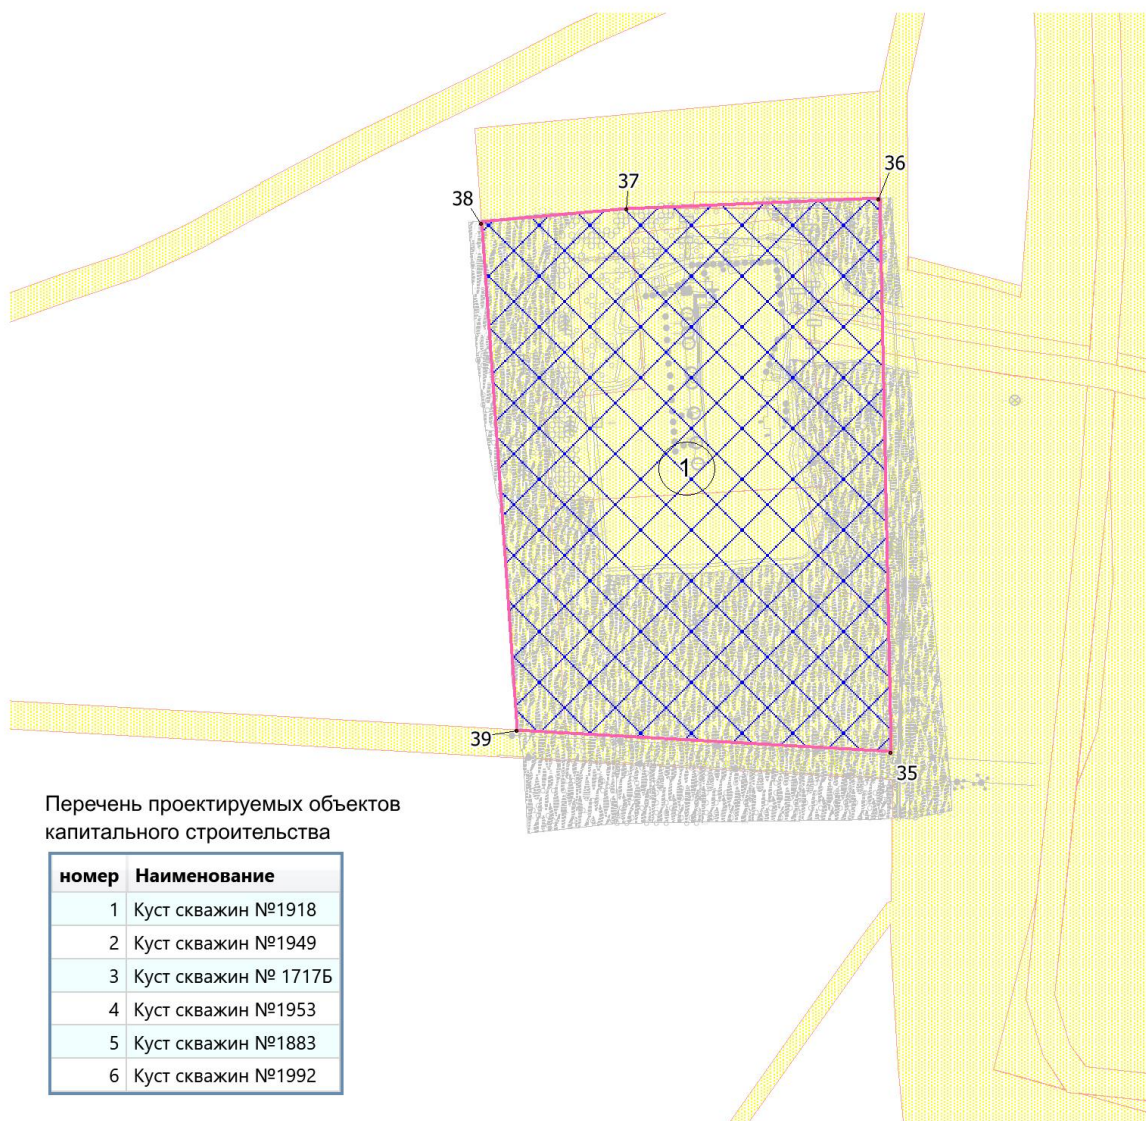 36
37
38
1
39
35
Перечень проектируемых объектов
капитального строительства
номер Наименование
1 Куст скважин №1918
2 Куст скважин №1949
3 Куст скважин № 1717Б
4 Куст скважин №1953
5 Куст скважин №1883
6 Куст скважин №1992